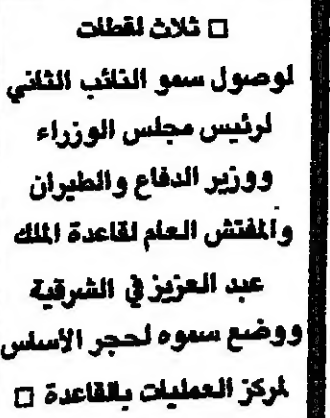 □ ثلاث لقطات
لوصول سمو النائب الثاني
لرئيس مجلس الوزراء
ووزير الدفاع والطيران
والمفتش العام لقاعدة الملك
عبد العزيز في الشرقية
ووضع سموه لحجر الأساس
لمركز العمليات بالقاعدة □